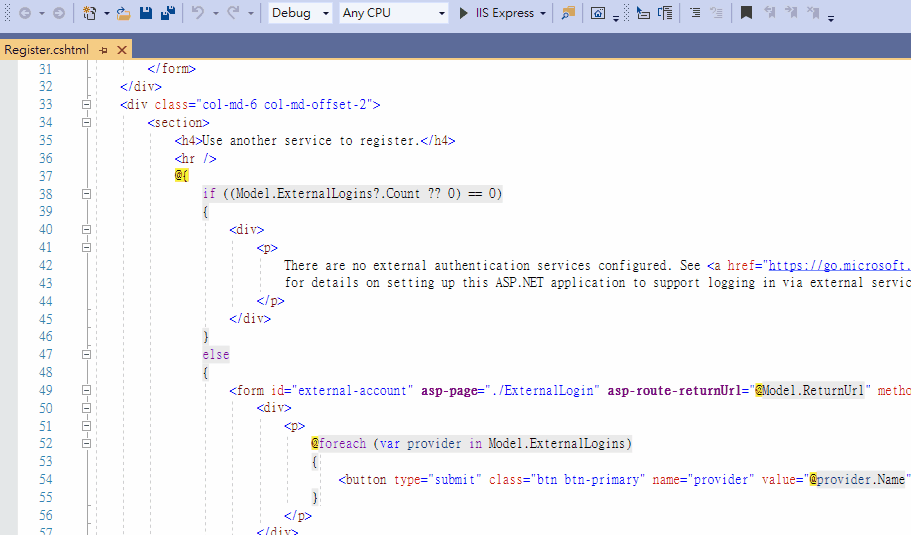 Debug Any CPU IIS Express
Register.cshtml
31 </form>
32 </div>
33 <div class="col-md-6 col-md-offset-2">
34 <section>
35 <h4>Use another service to register.</h4>
36 <hr />
37 @{
38 if ((Model.ExternalLogins?.Count ?? 0) == 0)
39 {
40 <div>
41 <p>
42 There are no external authentication services configured. See <a href="https://go.microsoft.
43 for details on setting up this ASP.NET application to support logging in via external servic
44 </p>
45 </div>
46 }
47 else
48 {
49 <form id="external-account" asp-page="./ExternalLogin" asp-route-returnUrl="@Model.ReturnUrl" metho
50 <div>
51 <p>
52 @foreach (var provider in Model.ExternalLogins)
53 {
54 <button type="submit" class="btn btn-primary" name="provider" value="@provider.Name"
55 }
56 </p>
57 </div>